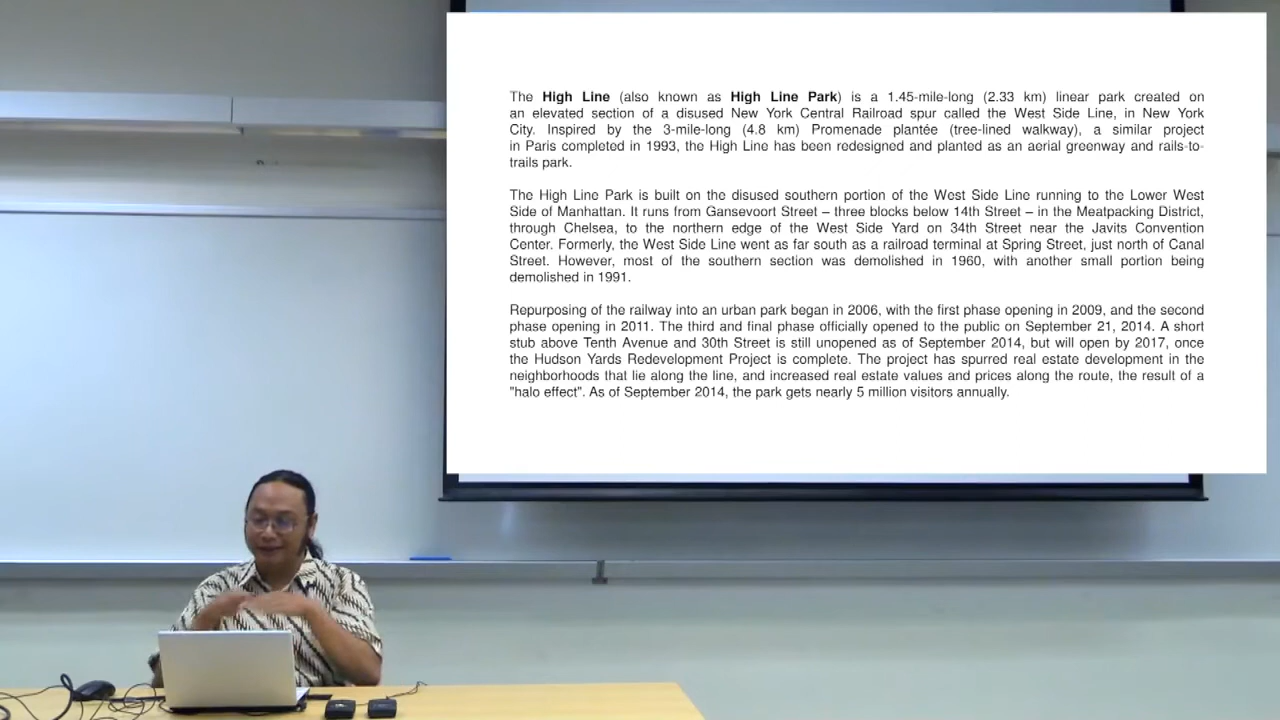 The High Line (also known as High Line Park) is a 1.45-mile-long (2.33 km) linear park created on
an elevated section of a disused New York Central Railroad spur called the West Side Line, in New York
City. Inspired by the 3-mile-long (4.8 km) Promenade plantée (tree-lined walkway), a similar project
in Paris completed in 1993, the High Line has been redesigned and planted as an aerial greenway and rails-to-
trails park.
The High Line Park is built on the disused southern portion of the West Side Line running to the Lower West
Side of Manhattan. It runs from Gansevoort Street – three blocks below 14th Street – in the Meatpacking District,
through Chelsea, to the northern edge of the West Side Yard on 34th Street near the Javits Convention
Center. Formerly, the West Side Line went as far south as a railroad terminal at Spring Street, just north of Canal
Street. However, most of the southern section was demolished in 1960, with another small portion being
demolished in 1991.
Repurposing of the railway into an urban park began in 2006, with the first phase opening in 2009, and the second
phase opening in 2011. The third and final phase officially opened to the public on September 21, 2014. A short
stub above Tenth Avenue and 30th Street is still unopened as of September 2014, but will open by 2017, once
the Hudson Yards Redevelopment Project is complete. The project has spurred real estate development in the
neighborhoods that lie along the line, and increased real estate values and prices along the route, the result of a
"halo effect". As of September 2014, the park gets nearly 5 million visitors annually.